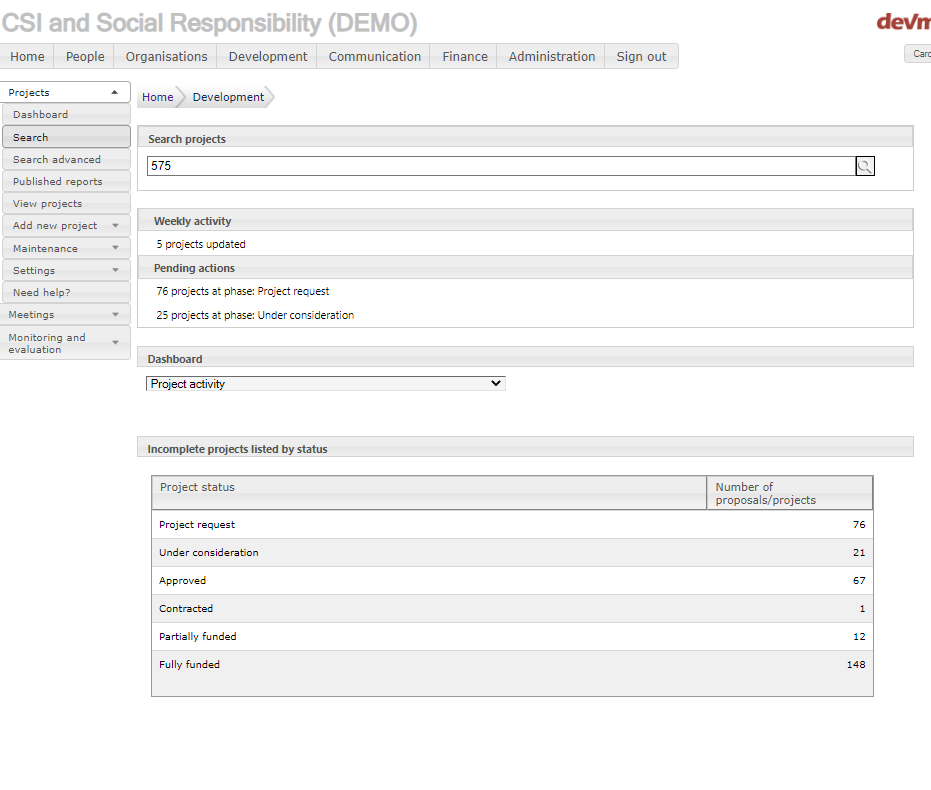 CSI and Social Responsibility (DEMO)
Home People Organisations Development Communication Finance Administration Sign out
Projects
Dashboard
Search
Search advanced
Published reports
View projects
Add new project
Maintenance
Settings
Need help?
Meetings
Monitoring and
evaluation
Home Development
Search projects
575
Weekly activity
5 projects updated
Pending actions
76 projects at phase: Project request
25 projects at phase: Under consideration
Dashboard
Project activity
Incomplete projects listed by status
Project status Number of
proposals/projects
Project request 76
Under consideration 21
Approved 67
Contracted 1
Partially funded 12
Fully funded 148